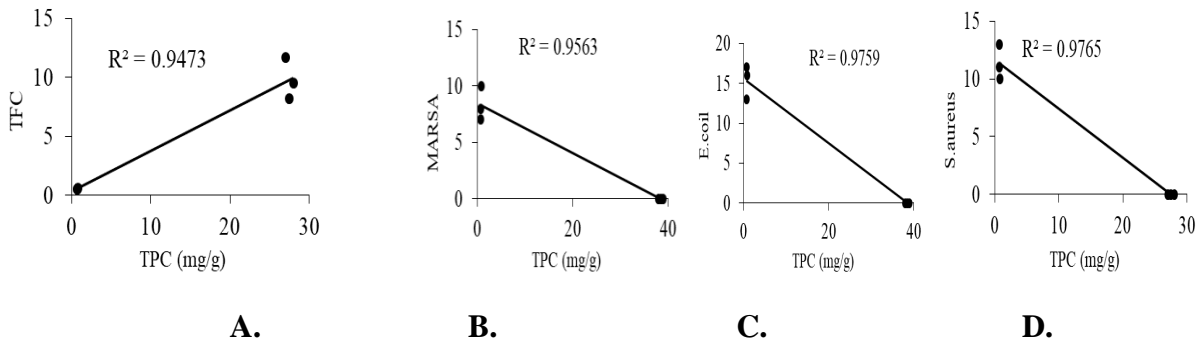 15
10
5
0
0
10
20
30
R² = 0.9473
TFC
TPC (mg/g)
15
10
5
0
0
20
40
R² = 0.9563
MARSA
TPC (mg/g)
20
15
10
5
0
0
20
40
R² = 0.9759
E.coil
TPC (mg/g)
15
10
5
0
0
10
20
30
R² = 0.9765
S.aureus
TPC (mg/g)
A.
B.
C.
D.